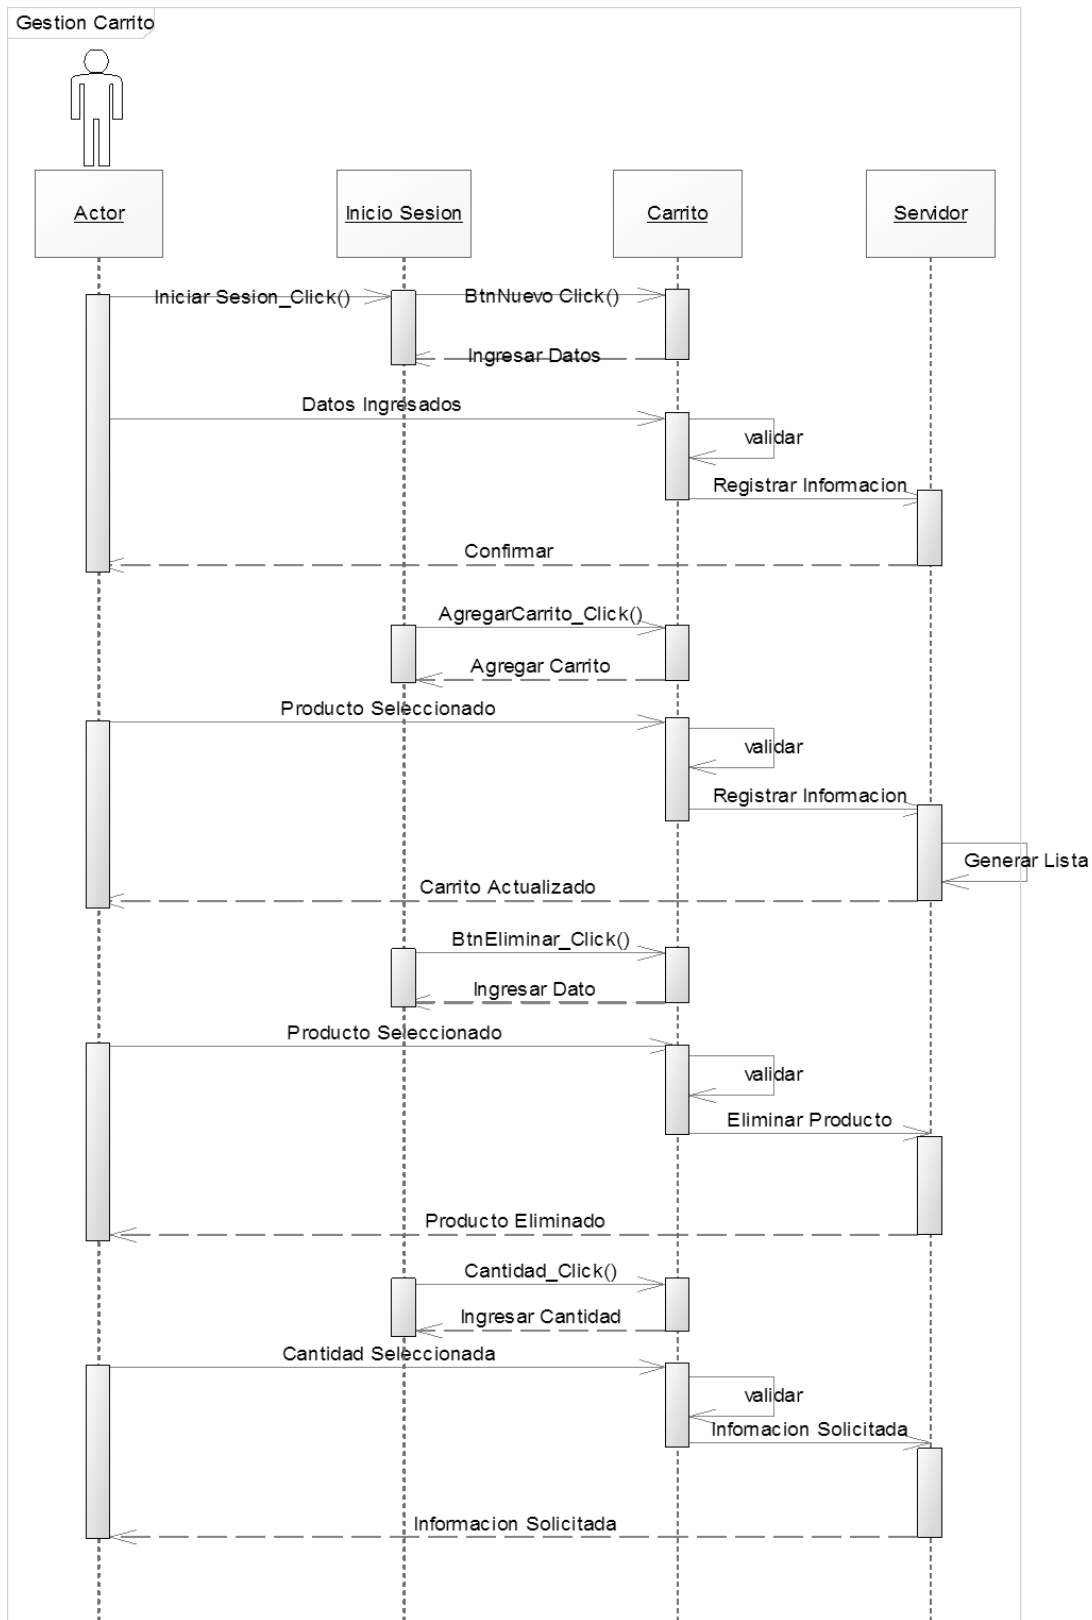 Gestion Carrito
Actor
Inicio Sesion
Carrito
Servidor
Iniciar Sesion_Click()
BtnNuevo Click()
Ingresar Datos
Datos Ingresados
validar
Registrar Informacion
Confirmar
AgregarCarrito_Click()
Agregar Carrito
Producto Seleccionado
validar
Registrar Informacion
Generar Lista
Carrito Actualizado
BtnEliminar_Click()
Ingresar Dato
Producto Seleccionado
validar
Eliminar Producto
Producto Eliminado
Cantidad_Click()
Ingresar Cantidad
Cantidad Seleccionada
validar
Infornacion Solicitada
Informacion Solicitada